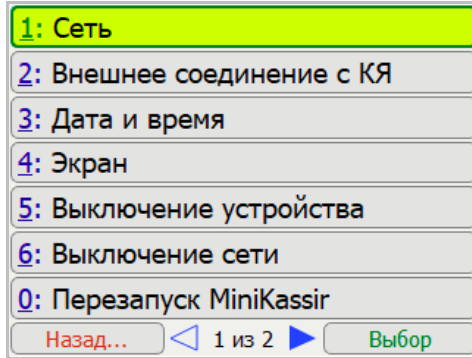 1: Сеть
2: Внешнее соединение с КЯ
3: Дата и время
4: Экран
5: Выключение устройства
6: Выключение сети
0: Перезапуск MiniKassir
Назад... 1 из 2 Выбор